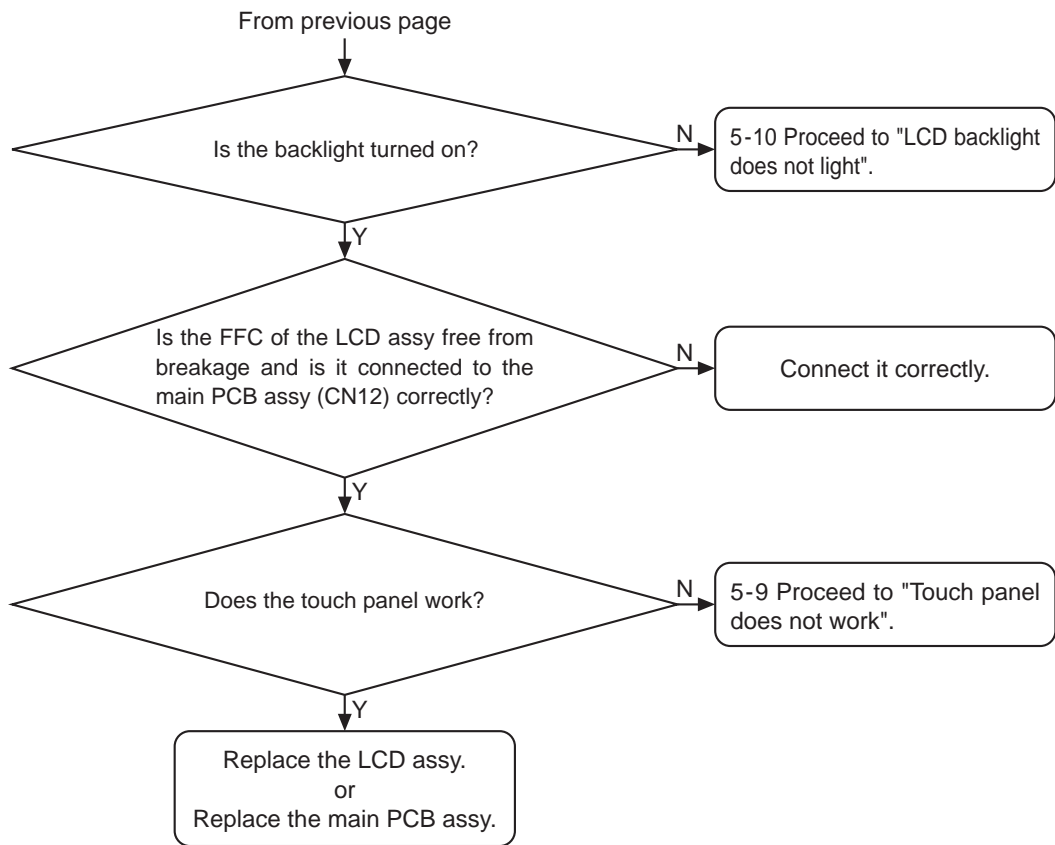 From previous page
Is the backlight turned on?
N
5-10 Proceed to "LCD backlight
does not light".
Y
Is the FFC of the LCD assy free from
breakage and is it connected to the
main PCB assy (CN12) correctly?
N
Connect it correctly.
Y
Does the touch panel work?
N
5-9 Proceed to "Touch panel
does not work".
Y
Replace the LCD assy.
or
Replace the main PCB assy.